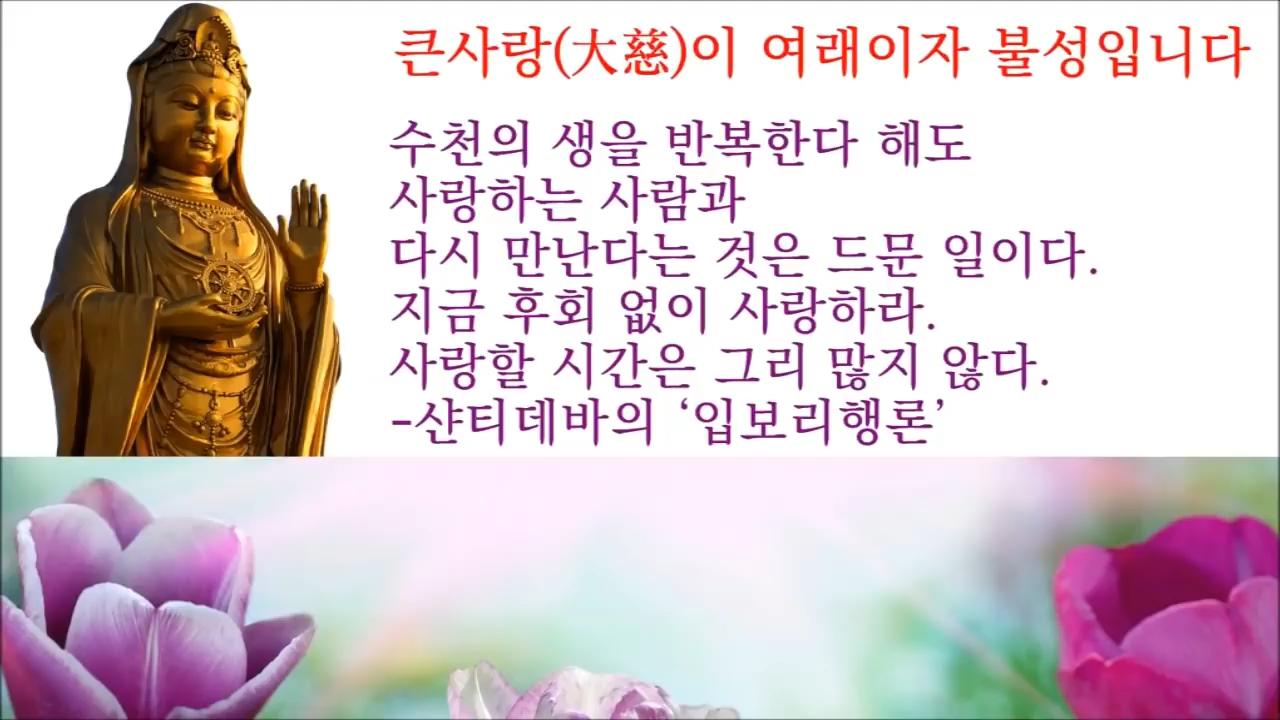 큰사랑(大慈)이 여래이자 불성입니다
수천의 생을 반복한다 해도
사랑하는 사람과
다시 만난다는 것은 드문 일이다.
지금 후회 없이 사랑하라.
사랑할 시간은 그리 많지 않다.
-샨티데바의 ‘입보리행론’